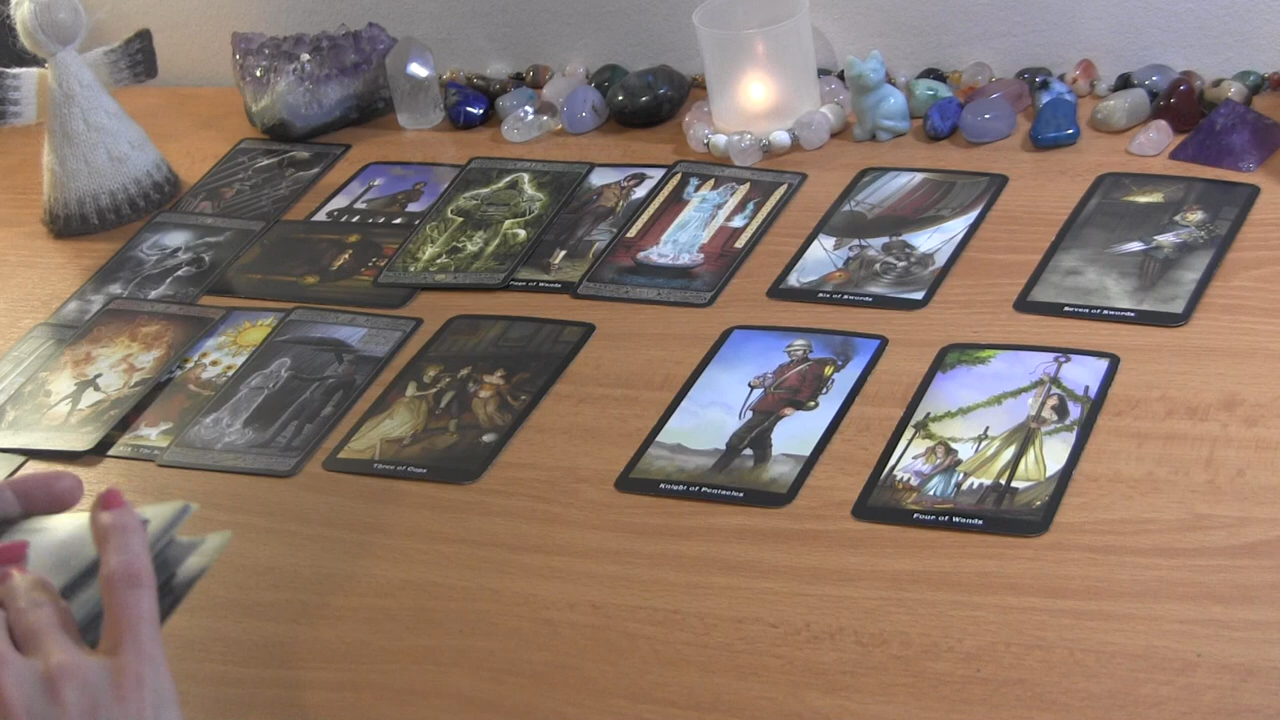 Page of Wands
Six of Swords
Seven of Swords
Three of Cups
Knight of Pentacles
Four of Wands